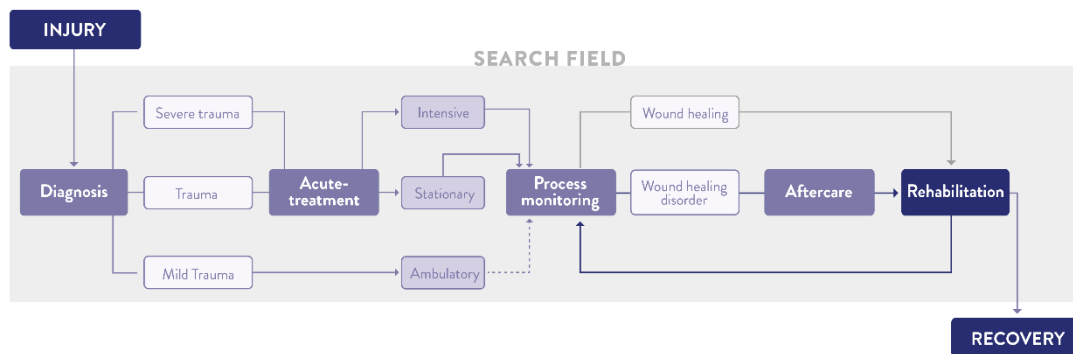 INJURY
SEARCH FIELD
Severe trauma
Intensive
Wound healing
Diagnosis
Trauma
Acute-
treatment
Stationary
Process
monitoring
Wound healing
disorder
Aftercare
Rehabilitation
Mild Trauma
Ambulatory
RECOVERY